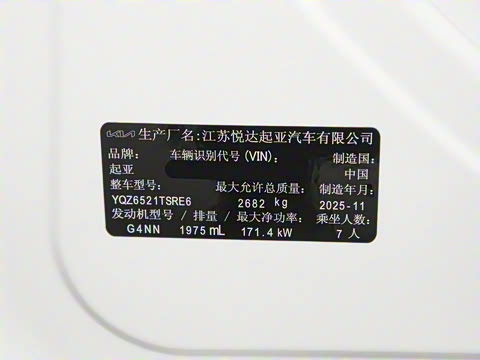 KIA 生产厂名:江苏悦达起亚汽车有限公司
品牌: 车辆识别代号(VIN): 制造国:
起亚 中国
整车型号: 最大允许总质量: 制造年月:
YQZ6521TSRE6 2682 kg 2025-11
发动机型号 / 排量 / 最大净功率: 乘坐人数:
G4NN 1975 mL 171.4 kW 7 人